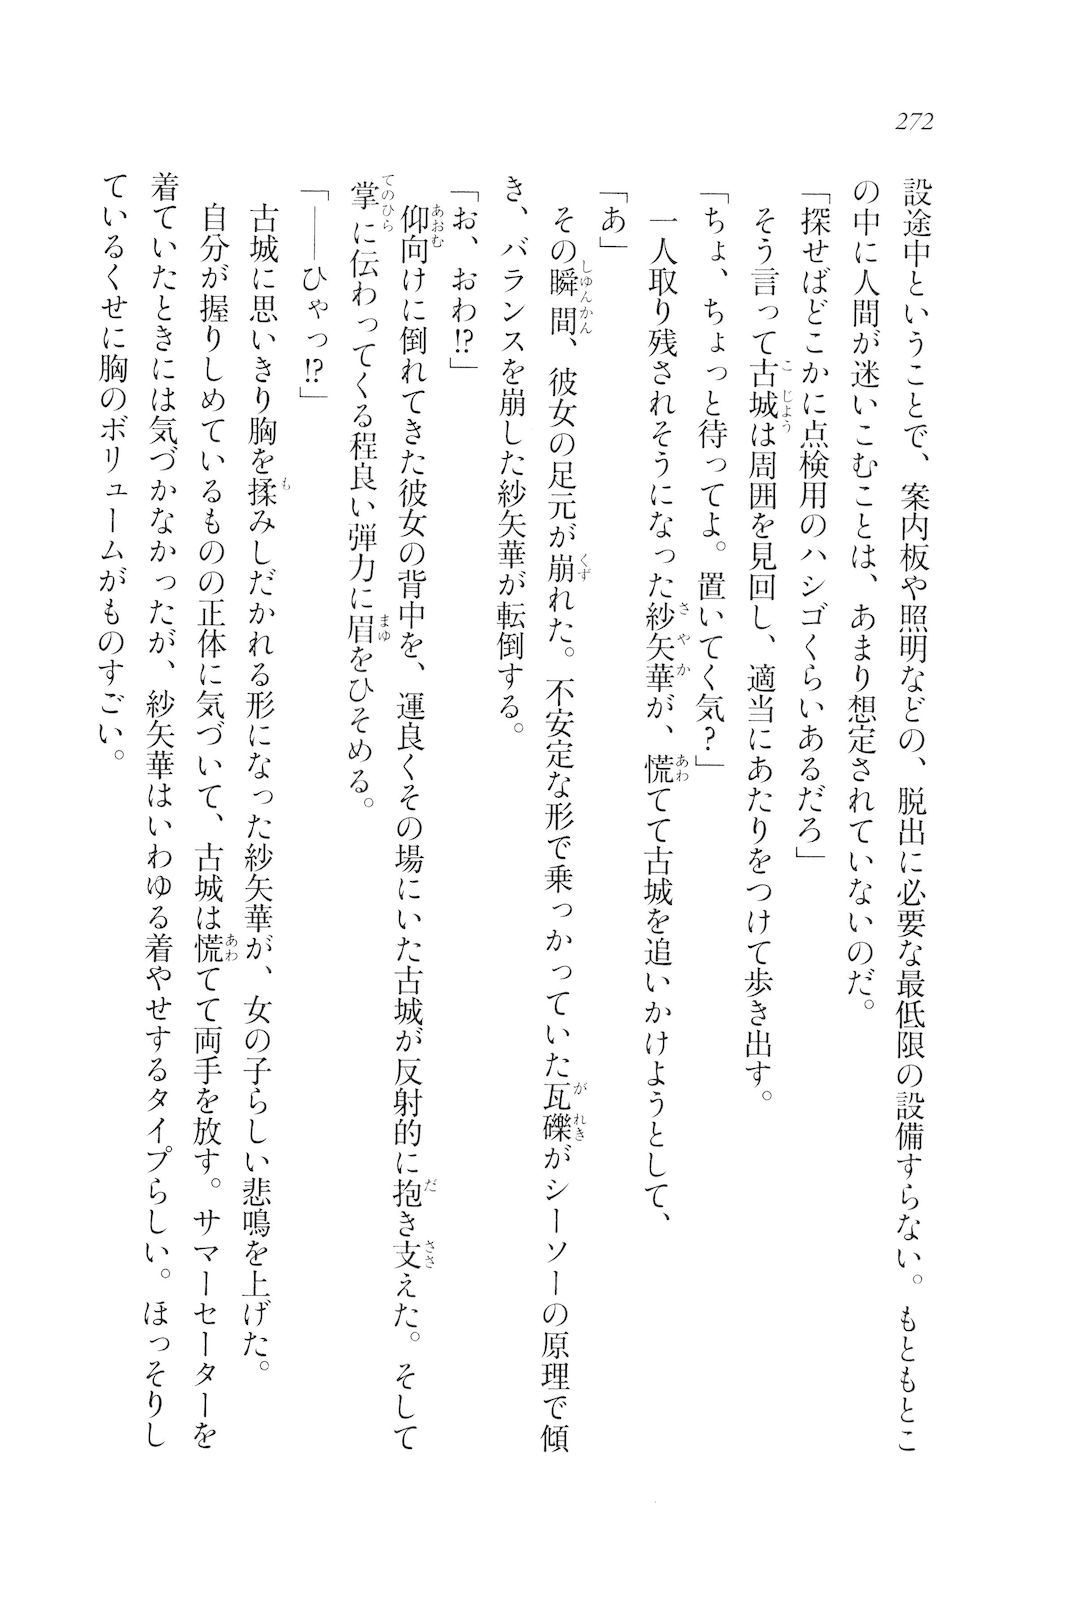 272
設途中ということで、案内板や照明などの、脱出に必要な最低限の設備すらない。もともとこ
の中に人間が迷いこむことは、あまり想定されていないのだ。
「探せばどこかに点検用のハシゴくらいあるだろ」
そう言って古城は周囲を見回し、適当にあたりをつけて歩き出す。
「ちょ、ちょっと待ってよ。置いてく気?」
一人取り残されそうになった紗矢華が、慌てて古城を追いかけようとして、
「あ」
その瞬間、彼女の足元が崩れた。不安定な形で乗っかっていた瓦礫がシーソーの原理で傾
き、バランスを崩した紗矢華が転倒する。
「お、おわ!?」
仰向けに倒れてきた彼女の背中を、運良くその場にいた古城が反射的に抱き支えた。そして
掌に伝わってくる程良い弾力に眉をひそめる。
「――ひゃっ!?」
古城に思いきり胸を揉みしだかれる形になった紗矢華が、女の子らしい悲鳴を上げた。
自分が握りしめているものの正体に気づいて、古城は慌てて両手を放す。サマーセーターを
着ていたときには気づかなかったが、紗矢華はいわゆる着やせするタイプらしい。ほっそりし
ているくせに胸のボリュームがものすごい。